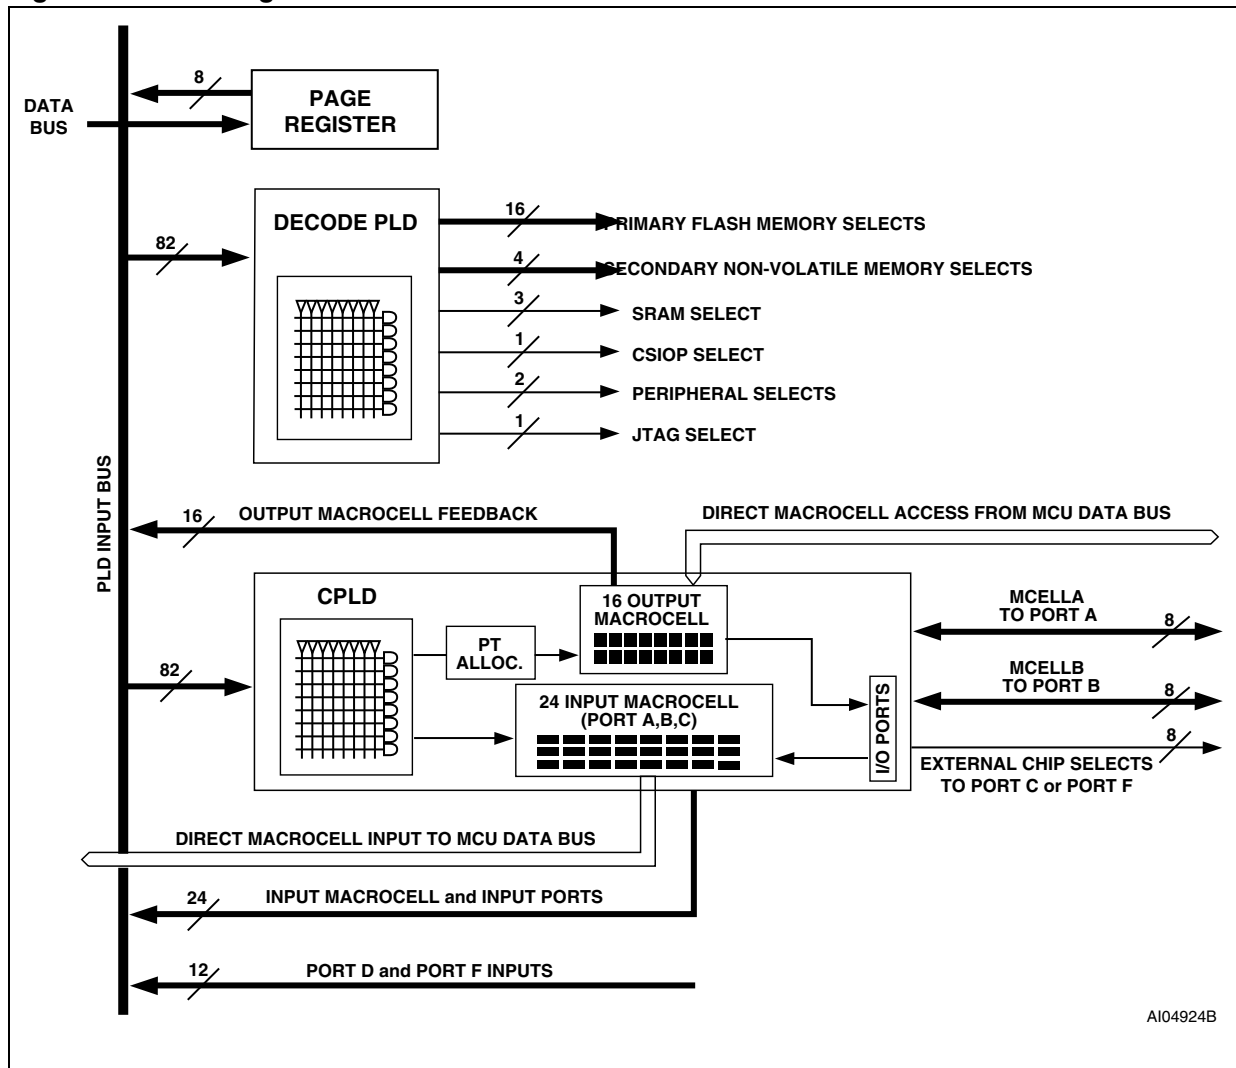 8
PAGE
REGISTER
DATA
BUS
DECODE PLD
82
16
PRIMARY FLASH MEMORY SELECTS
4
SECONDARY NON-VOLATILE MEMORY SELECTS
3
SRAM SELECT
1
CSIOP SELECT
2
PERIPHERAL SELECTS
1
JTAG SELECT
PLD INPUT BUS
16
OUTPUT MACROCELL FEEDBACK
DIRECT MACROCELL ACCESS FROM MCU DATA BUS
CPLD
82
PT
ALLOC.
16 OUTPUT
MACROCELL
24 INPUT MACROCELL
(PORT A,B,C)
I/O PORTS
MCELLA
TO PORT A
8
MCELLB
TO PORT B
8
8
EXTERNAL CHIP SELECTS
TO PORT C or PORT F
DIRECT MACROCELL INPUT TO MCU DATA BUS
24
INPUT MACROCELL and INPUT PORTS
12
PORT D and PORT F INPUTS
AI04924B